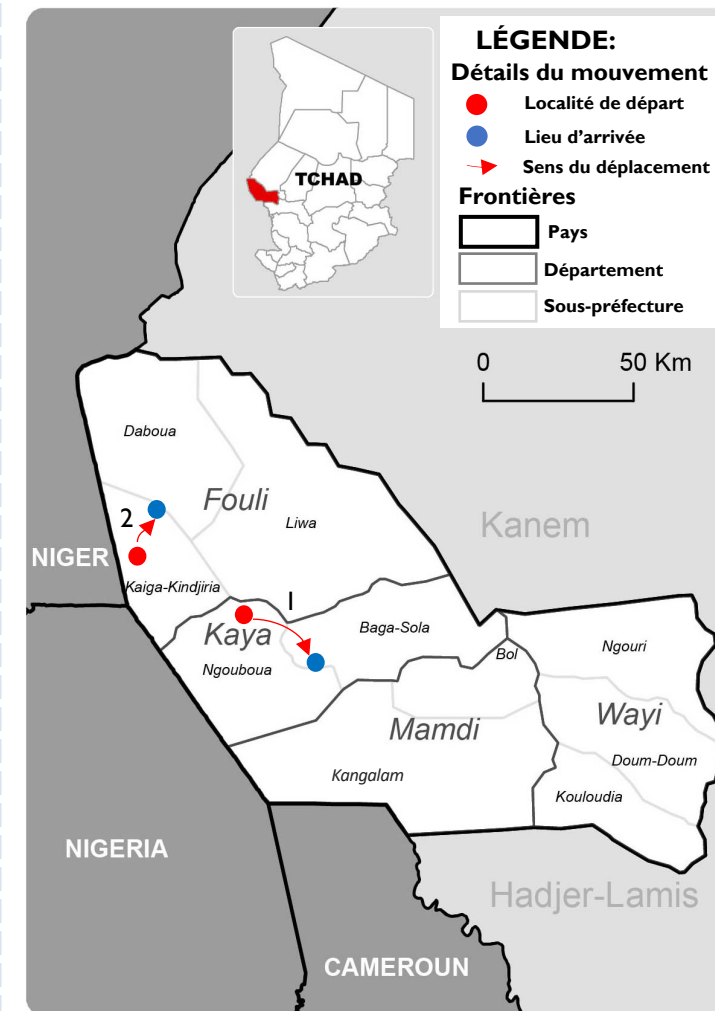 LÉGENDE:
Détails du mouvement
Localité de départ
Lieu d'arrivée
Sens du déplacement
Frontières
Pays
Département
Sous-préfecture
TCHAD
0 50 Km
Daboua
Fouli
Liwa
Kanem
2
NIGER
Kaiga-Kindjiria
1
Kaya
Baga-Sola
Ngouboua
Bol
Ngouri
Mamdi
Wayi
Kangalam
Doum-Doum
Kouloudia
NIGERIA
Hadjer-Lamis
CAMEROUN